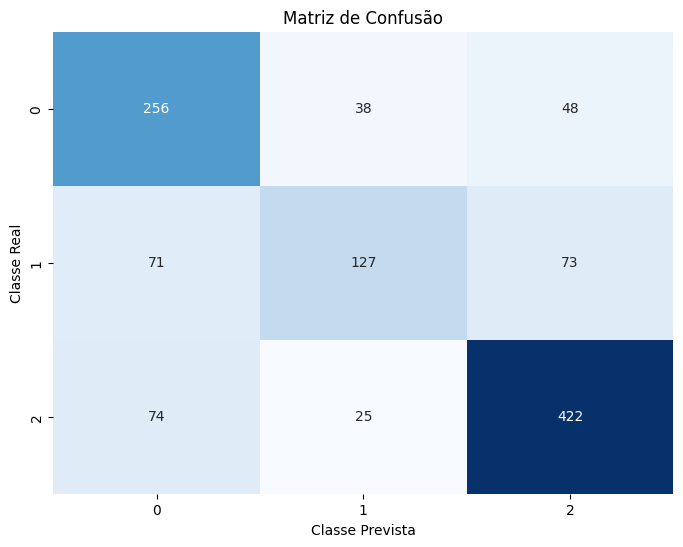 Matriz de Confusão
0 256 38 48
1 71 127 73
2 74 25 422
0 1 2
Classe Real
Classe Prevista